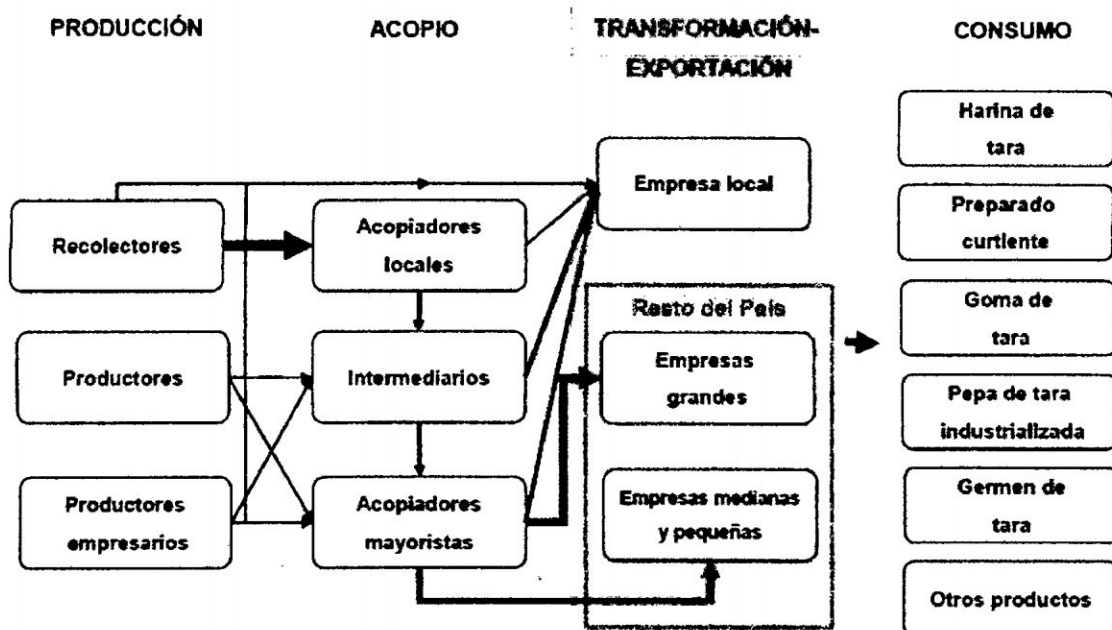 PRODUCCIÓN
ACOPIO
TRANSFORMACIÓN-
EXPORTACIÓN
CONSUMO
Recolectores
Productores
Productores
empresarios
Acopiadores
locales
Intermediarios
Acopiadores
mayoristas
Empresa local
Resto del País
Empresas
grandes
Empresas medianas
y pequeñas
Harina de
tara
Preparado
curtiente
Goma de
tara
Pepa de tara
industrializada
Germen de
tara
Otros productos